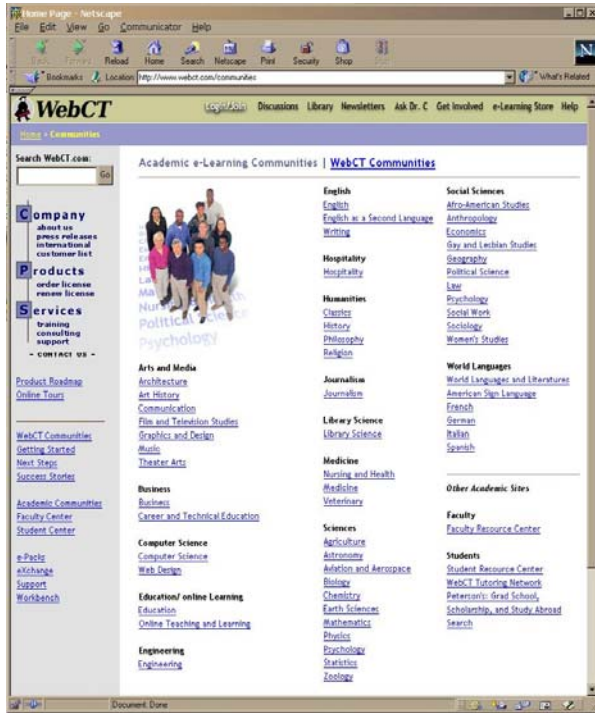 Home Page - Netscape
File Edit View Go Communicator Help
Reload Home Search Netscape Print Security Shop
Bookmarks Location http://www.webct.com/communities What's Related
WebCT
Login/Join Discussions Library Newsletters Ask Dr. C Get Involved e-Learning Store Help
Home » Communities
Search WebCT.com:
Go
Company
about us
press releases
international
customer list
Products
order license
renew license
Services
training
consulting
support
- CONTACT US -
Product Roadmap
Online Tours
WebCT Communities
Getting Started
Next Steps
Success Stories
Academic Communities
Faculty Center
Student Center
e-Packs
eXchange
Support
Workbench
Academic e-Learning Communities | WebCT Communities
Political Science
Psychology
Arts and Media
Architecture
Art History
Communication
Film and Television Studies
Graphics and Design
Music
Theater Arts
Business
Business
Career and Technical Education
Computer Science
Computer Science
Web Design
Education/ online Learning
Education
Online Teaching and Learning
Engineering
Engineering
English
English
English as a Second Language
Writing
Hospitality
Hospitality
Humanities
Classics
History
Philosophy
Religion
Journalism
Journalism
Library Science
Library Science
Medicine
Nursing and Health
Medicine
Veterinary
Sciences
Agriculture
Astronomy
Aviation and Aerospace
Biology
Chemistry
Earth Sciences
Mathematics
Physics
Psychology
Statistics
Zoology
Social Sciences
Afro-American Studies
Anthropology
Economics
Gay and Lesbian Studies
Geography
Political Science
Law
Psychology
Social Work
Sociology
Women's Studies
World Languages
World Languages and Literatures
American Sign Language
French
German
Italian
Spanish
Other Academic Sites
Faculty
Faculty Resource Center
Students
Student Resource Center
WebCT Tutoring Network
Peterson's: Grad School,
Scholarship, and Study Abroad
Search
Document: Done